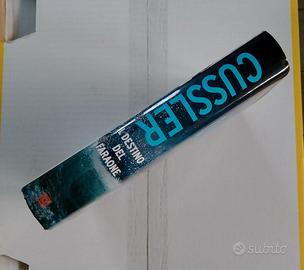 CUSSLER
IL DESTINO
DEL
FARAONE
subito